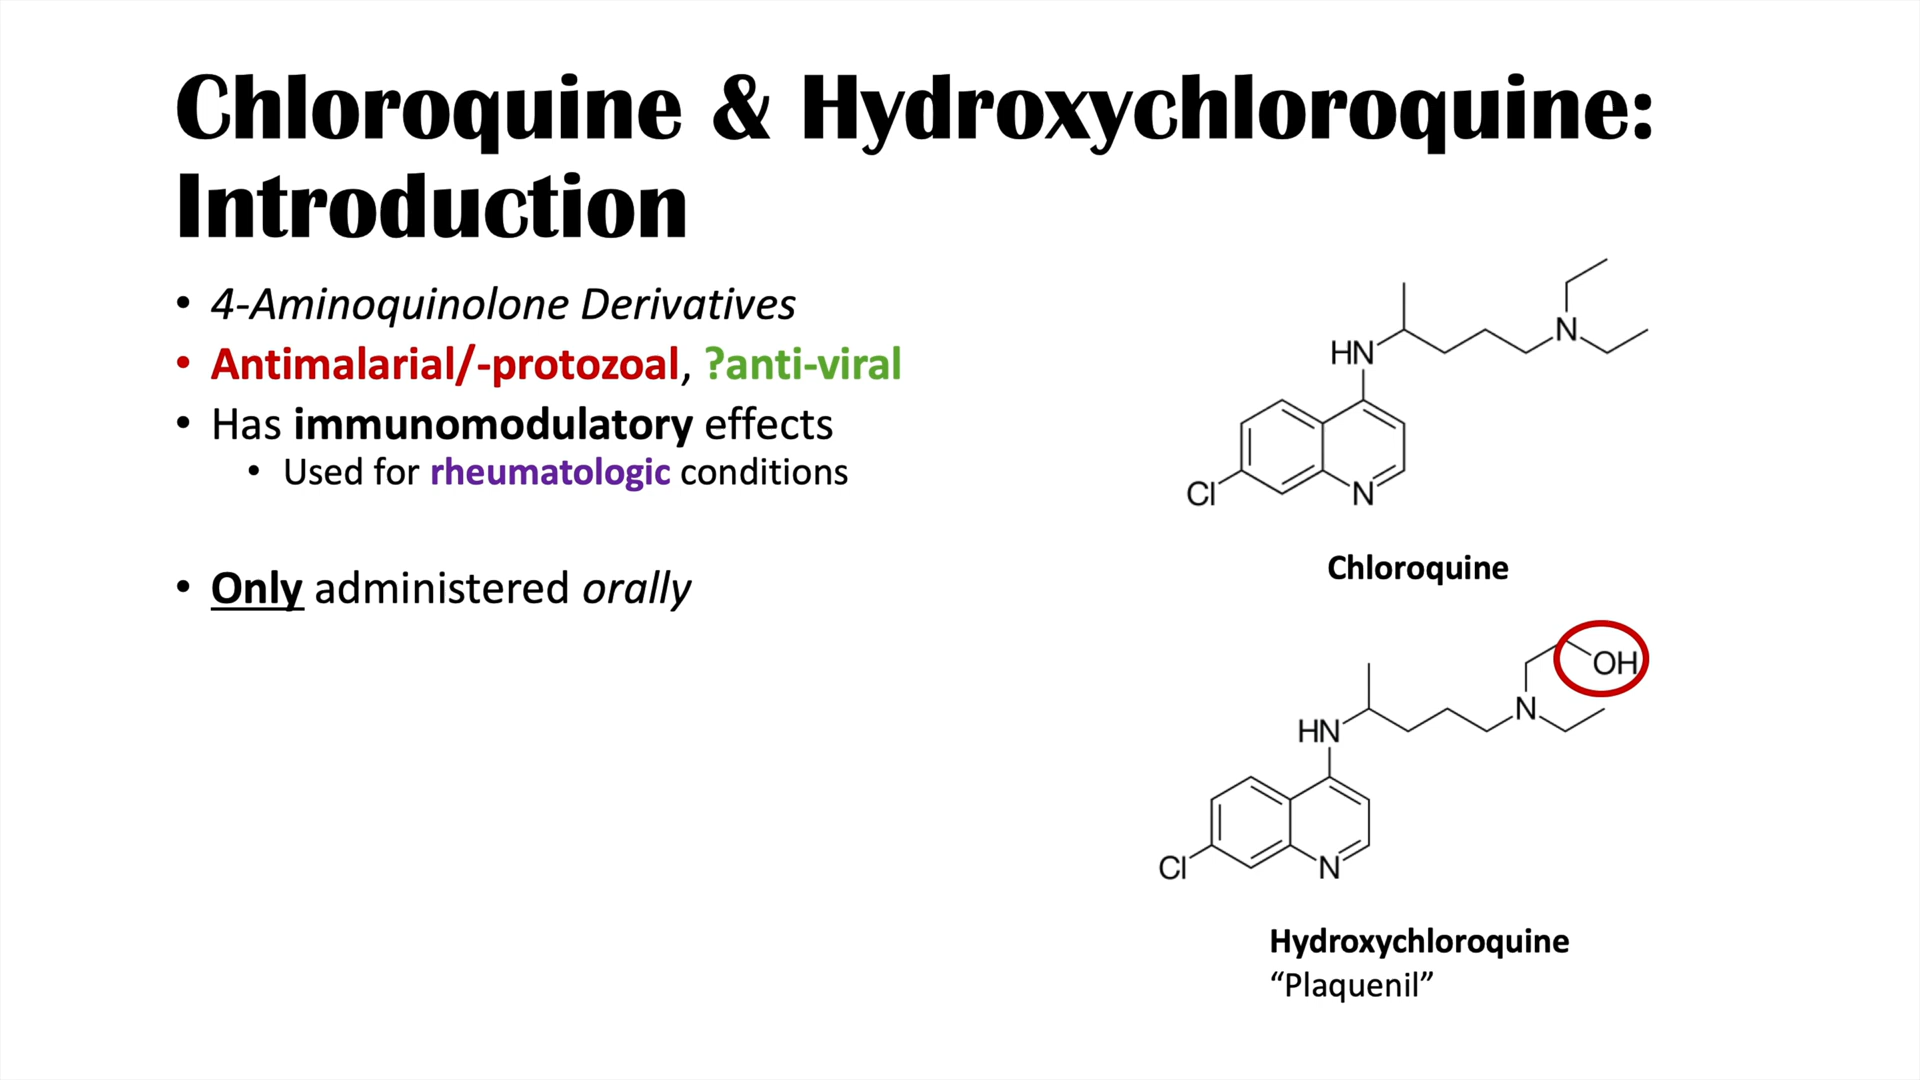 Chloroquine & Hydroxychloroquine:
Introduction
• 4-Aminoquinolone Derivatives
• Antimalarial/-protozoal, ?anti-viral
• Has immunomodulatory effects
• Used for rheumatologic conditions
• Only administered orally
HN
N
Cl
N
Chloroquine
OH
HN
N
Cl
N
Hydroxychloroquine
“Plaquenil”